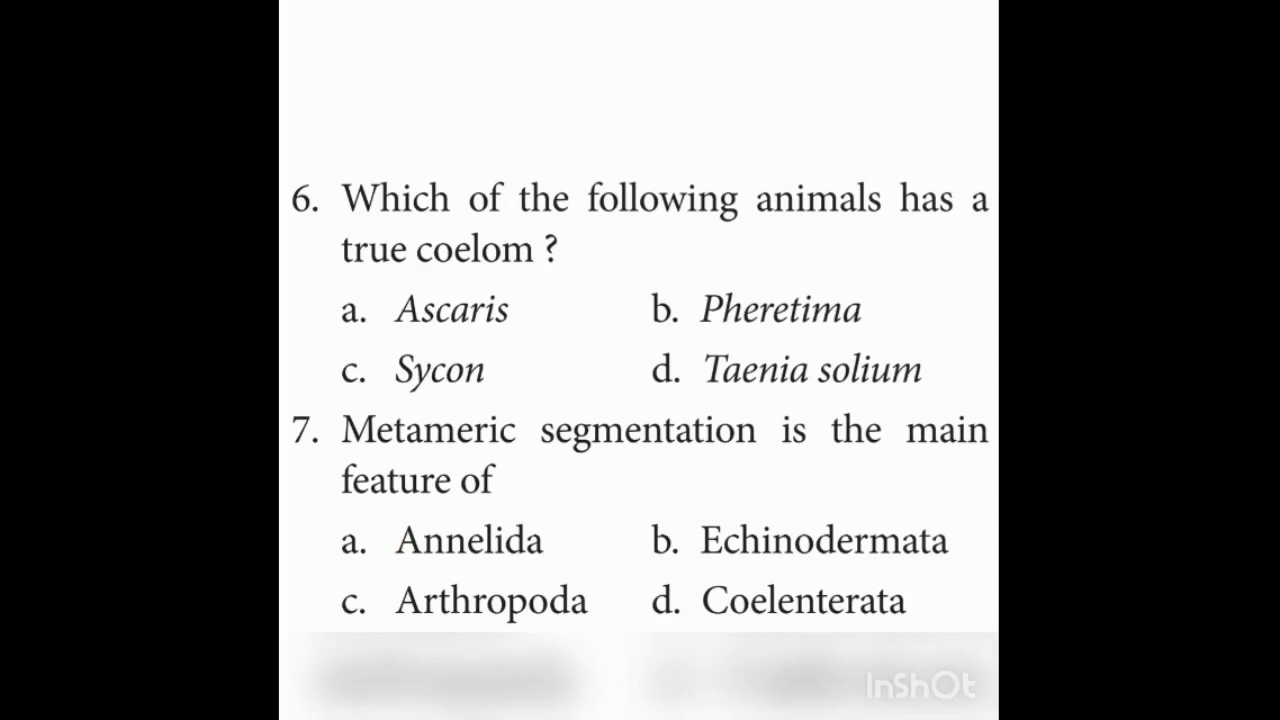 6. Which of the following animals has a
true coelom ?
a. Ascaris b. Pheretima
c. Sycon d. Taenia solium
7. Metameric segmentation is the main
feature of
a. Annelida b. Echinodermata
c. Arthropoda d. Coelenterata
InShOt